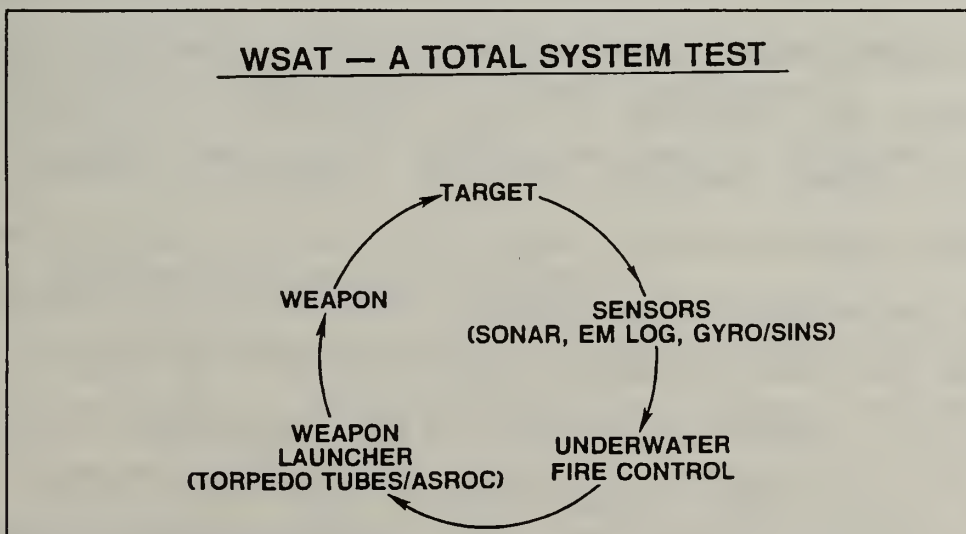 WSAT — A TOTAL SYSTEM TEST
TARGET
SENSORS
(SONAR, EM LOG, GYRO/SINS)
UNDERWATER
FIRE CONTROL
WEAPON
LAUNCHER
(TORPEDO TUBES/ASROC)
WEAPON